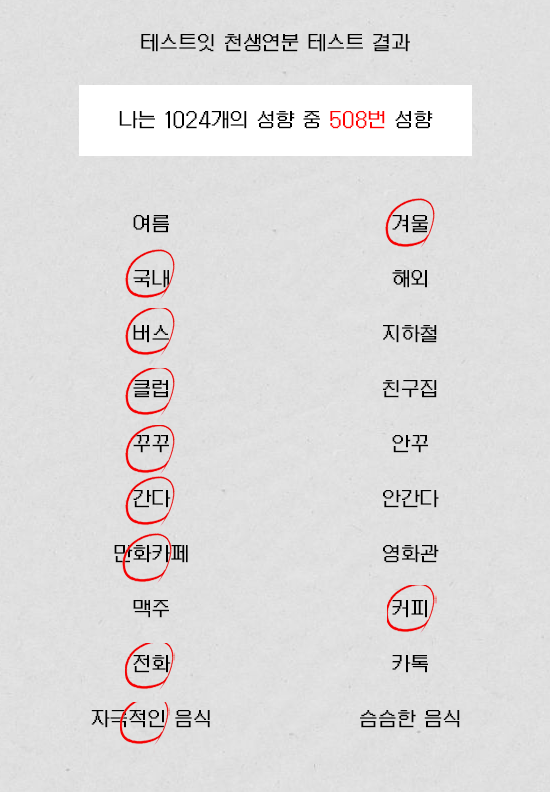 테스트잇 천생연분 테스트 결과
나는 1024개의 성향 중 508번 성향
여름 겨울
국내 해외
버스 지하철
클럽 친구집
꾸꾸 안꾸
간다 안간다
만화카페 영화관
맥주 커피
전화 카톡
자극적인 음식 슴슴한 음식